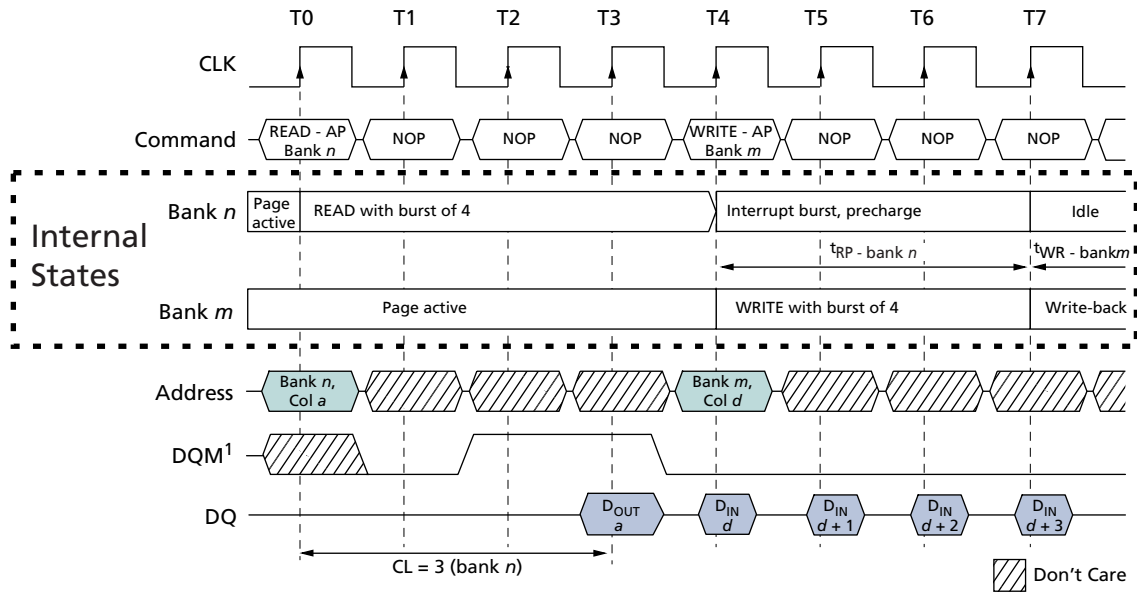 T0 T1 T2 T3 T4 T5 T6 T7
CLK
Command
READ - AP
Bank n
NOP
NOP
NOP
WRITE - AP
Bank m
NOP
NOP
NOP
Internal
States
Bank n
Page
active
READ with burst of 4
Interrupt burst, precharge
Idle
tRP - bank n
tWR - bankm
Bank m
Page active
WRITE with burst of 4
Write-back
Address
Bank n,
Col a
Bank m,
Col d
DQM1
DQ
DOUT
a
DIN
d
DIN
d + 1
DIN
d + 2
DIN
d + 3
CL = 3 (bank n)
Don't Care